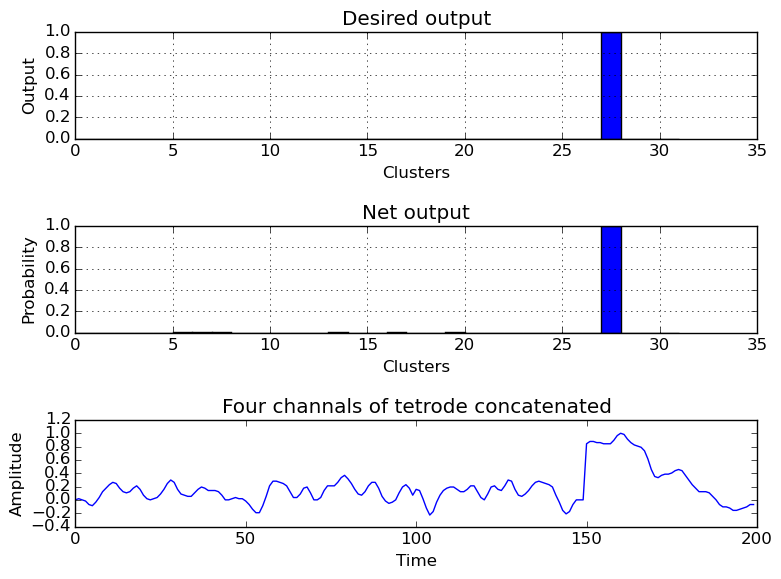 Desired output
1.0
0.8
0.6
0.4
0.2
0.0
Output
0 5 10 15 20 25 30 35
Clusters
Net output
1.0
0.8
0.6
0.4
0.2
0.0
Probability
0 5 10 15 20 25 30 35
Clusters
Four channals of tetrode concatenated
1.2
1.0
0.8
0.6
0.4
0.2
0.0
−0.2
−0.4
Amplitude
0 50 100 150 200
Time